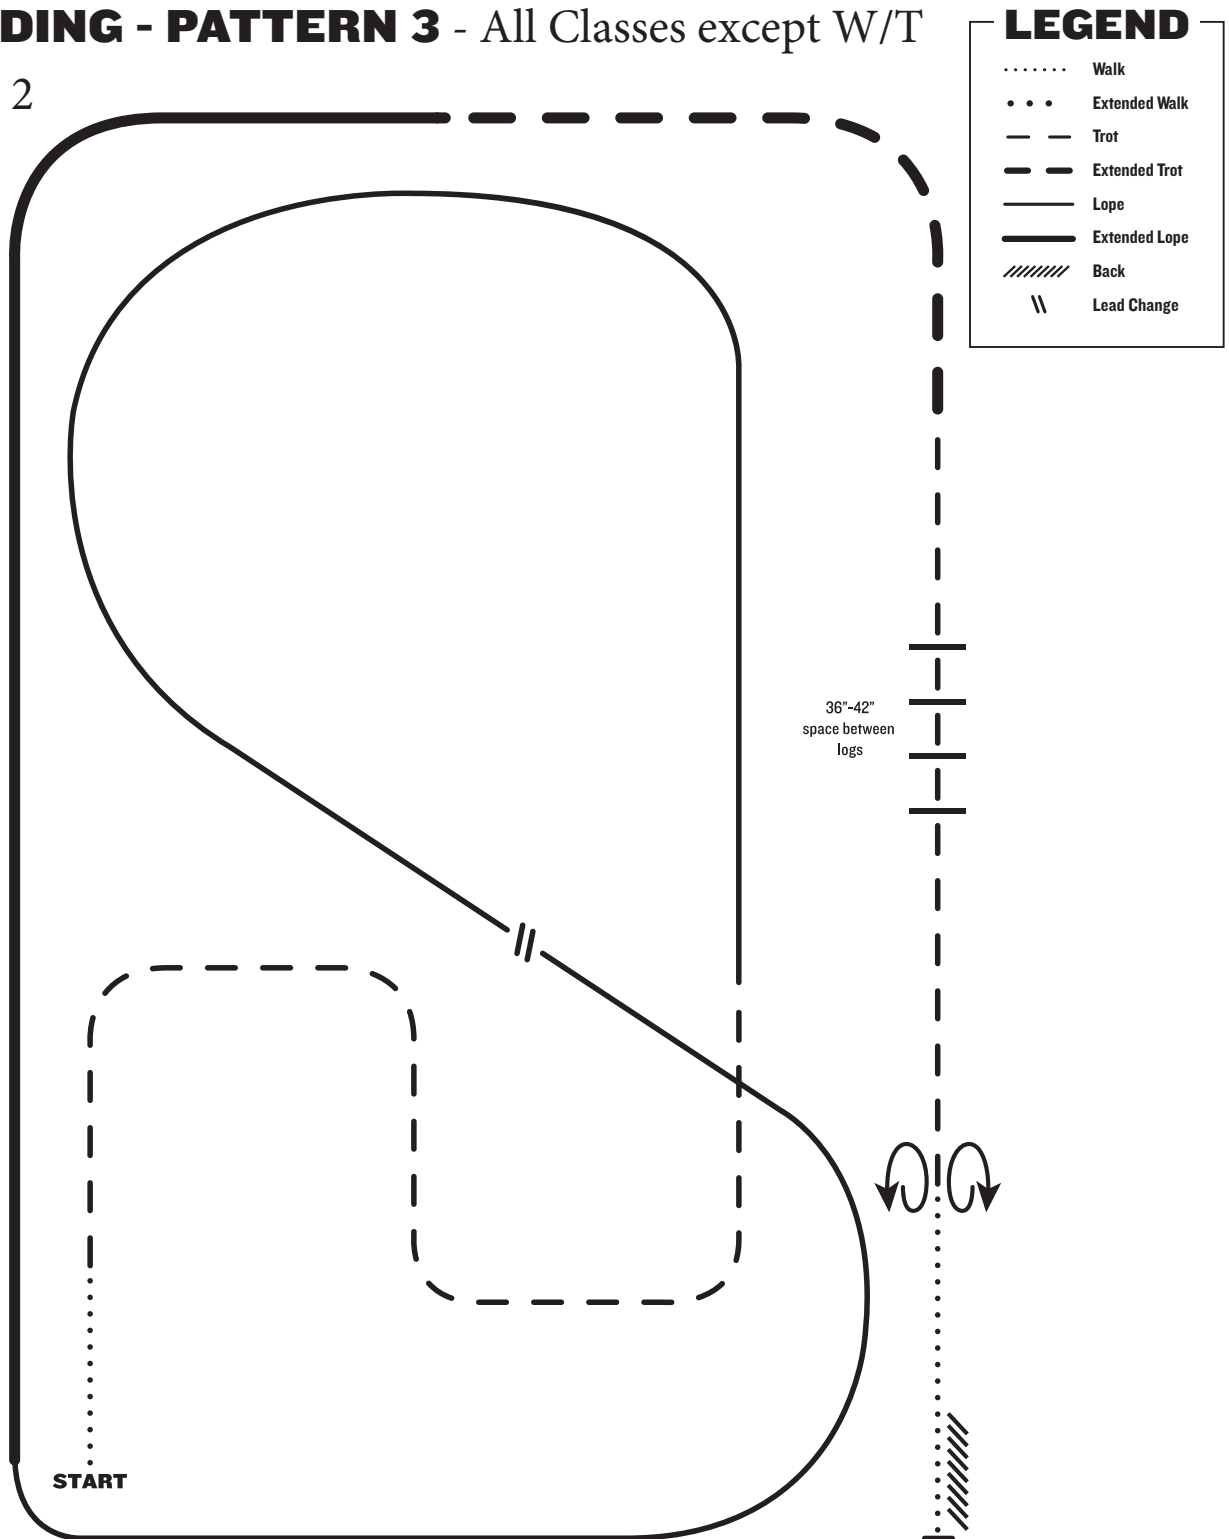 DING - PATTERN 3 - All Classes except W/T
2
LEGEND
Walk
Extended Walk
Trot
Extended Trot
Lope
Extended Lope
Back
Lead Change
36”-42”
space between
logs
START